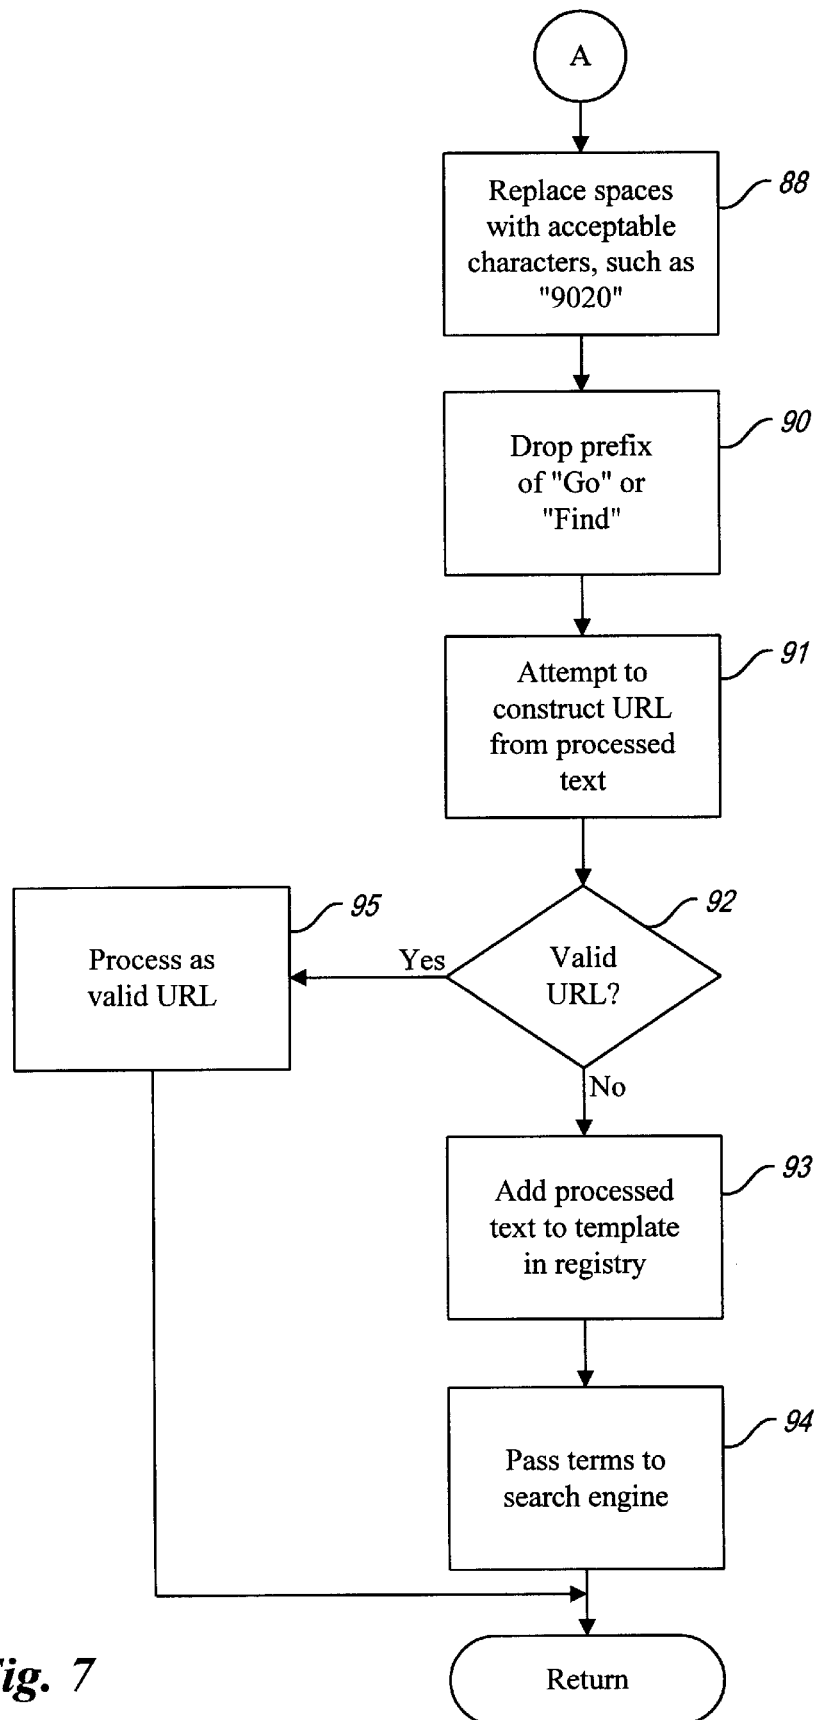 A
Replace spaces
with acceptable
characters, such as
"9020"
88
Drop prefix
of "Go" or
"Find"
90
Attempt to
construct URL
from processed
text
91
Valid
URL?
92
Yes
No
Process as
valid URL
95
Add processed
text to template
in registry
93
Pass terms to
search engine
94
Return
ig. 7